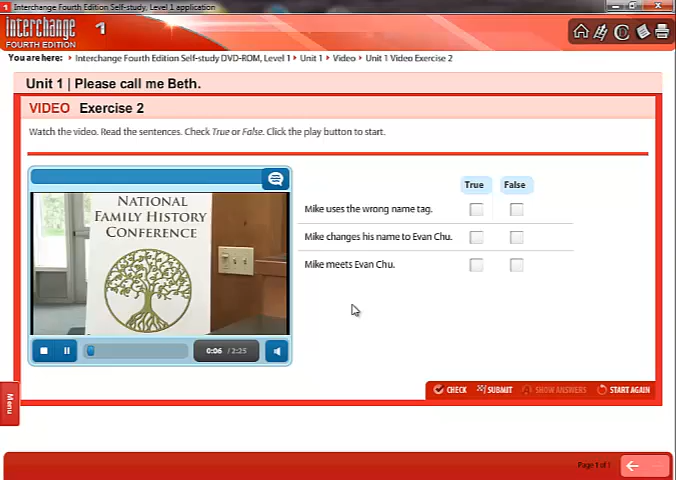 Interchange Fourth Edition Self-study, Level 1 application
interchange 1
FOURTH EDITION
You are here: Interchange Fourth Edition Self-study DVD-ROM, Level 1 Unit 1 Video Unit 1 Video Exercise 2
Unit 1 | Please call me Beth.
VIDEO Exercise 2
Watch the video. Read the sentences. Check True or False. Click the play button to start.
NATIONAL
FAMILY HISTORY
CONFERENCE
0:06 / 2:25
True False
Mike uses the wrong name tag.
Mike changes his name to Evan Chu.
Mike meets Evan Chu.
CHECK SUBMIT SHOW ANSWERS START AGAIN
Menu
Page 1 of 1